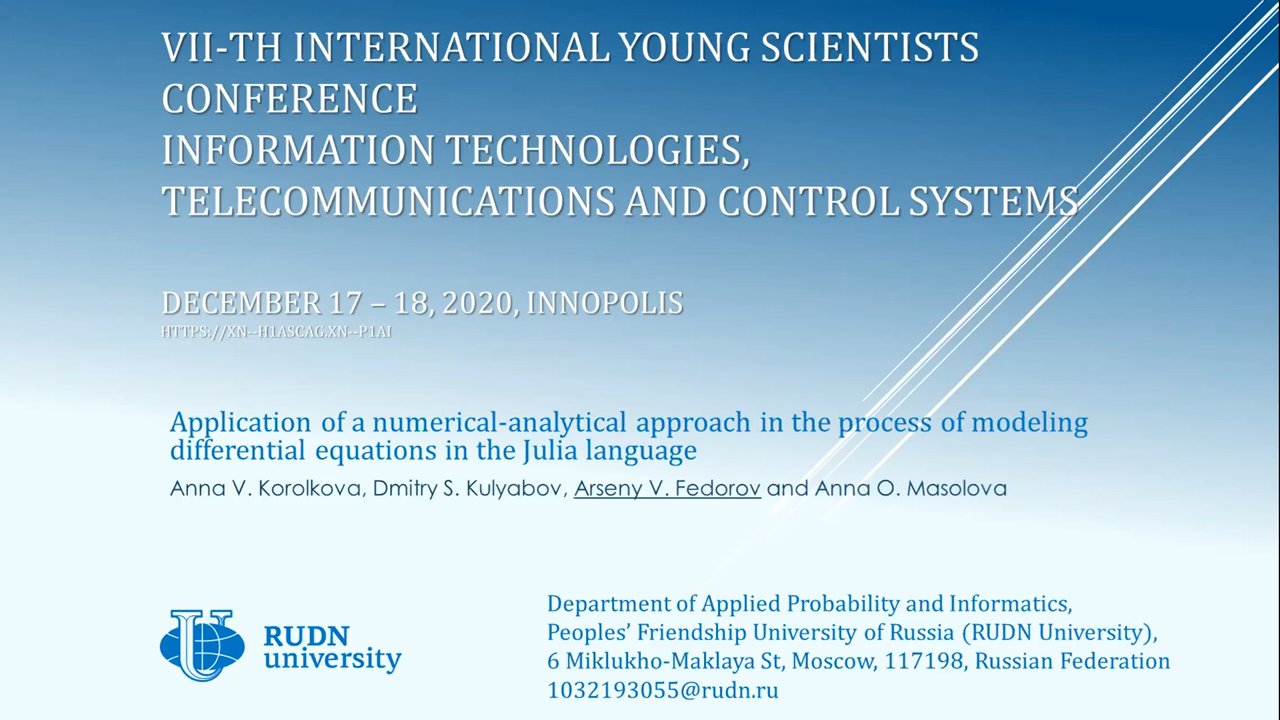 VII-TH INTERNATIONAL YOUNG SCIENTISTS
CONFERENCE
INFORMATION TECHNOLOGIES,
TELECOMMUNICATIONS AND CONTROL SYSTEMS
DECEMBER 17 – 18, 2020, INNOPOLIS
HTTPS://XN--H1ASCAG.XN--P1AI
Application of a numerical-analytical approach in the process of modeling
differential equations in the Julia language
Anna V. Korolkova, Dmitry S. Kulyabov, Arseny V. Fedorov and Anna O. Masolova
RUDN
university
Department of Applied Probability and Informatics,
Peoples’ Friendship University of Russia (RUDN University),
6 Miklukho-Maklaya St, Moscow, 117198, Russian Federation
1032193055@rudn.ru